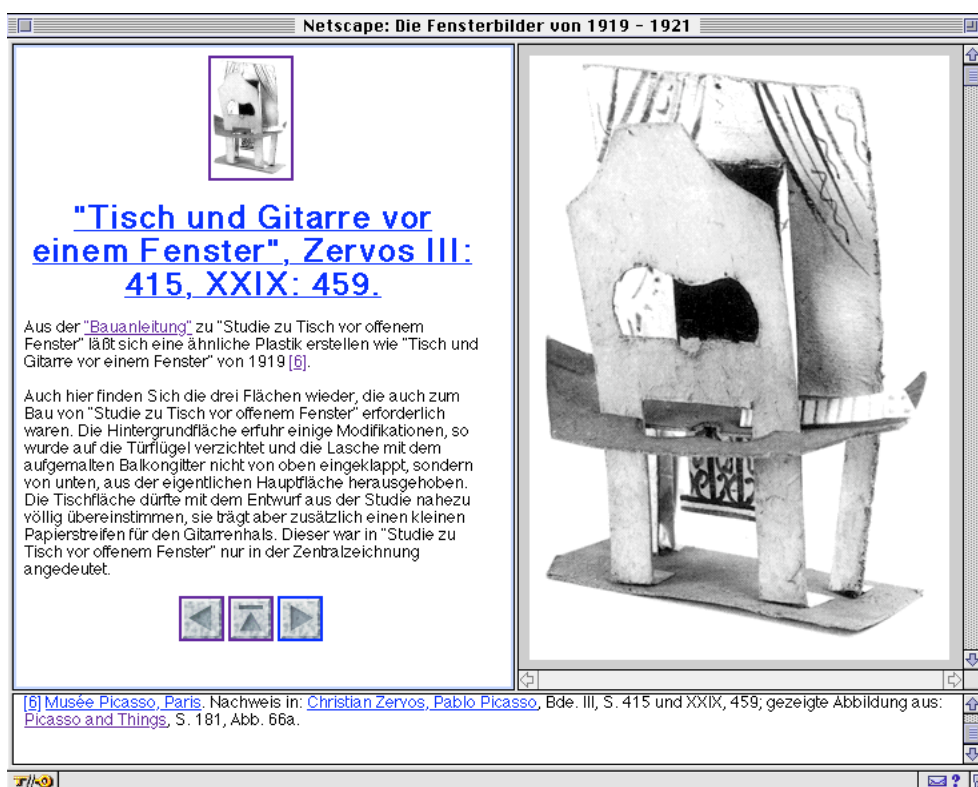 Netscape: Die Fensterbilder von 1919 - 1921
"Tisch und Gitarre vor
einem Fenster", Zervos III:
415, XXIX: 459.
Aus der "Bauanleitung" zu "Studie zu Tisch vor offenem
Fenster" läßt sich eine ähnliche Plastik erstellen wie "Tisch und
Gitarre vor einem Fenster" von 1919 [6].
Auch hier finden Sich die drei Flächen wieder, die auch zum
Bau von "Studie zu Tisch vor offenem Fenster" erforderlich
waren. Die Hintergrundfläche erfuhr einige Modifikationen, so
wurde auf die Türflügel verzichtet und die Lasche mit dem
aufgemalten Balkongitter nicht von oben eingeklappt, sondern
von unten, aus der eigentlichen Hauptfläche herausgehoben.
Die Tischfläche dürfte mit dem Entwurf aus der Studie nahezu
völlig übereinstimmen, sie trägt aber zusätzlich einen kleinen
Papierstreifen für den Gitarrenhals. Dieser war in "Studie zu
Tisch vor offenem Fenster" nur in der Zentralzeichnung
angedeutet.
[6] Musée Picasso, Paris. Nachweis in: Christian Zervos, Pablo Picasso, Bde. III, S. 415 und XXIX, 459; gezeigte Abbildung aus:
Picasso and Things, S. 181, Abb. 66a.